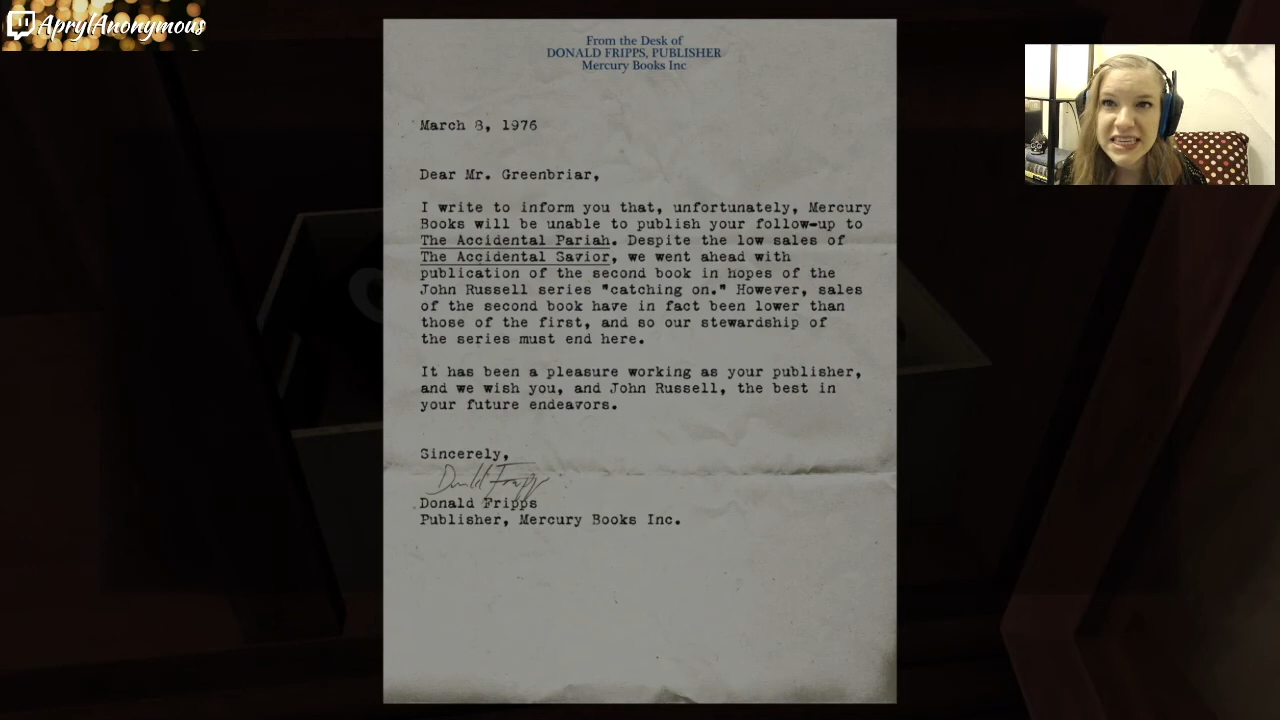 AprylAnonymous
From the Desk of
DONALD FRIPPS, PUBLISHER
Mercury Books Inc
March 8, 1976
Dear Mr. Greenbriar,
I write to inform you that, unfortunately, Mercury
Books will be unable to publish your follow-up to
The Accidental Pariah. Despite the low sales of
The Accidental Savior, we went ahead with
publication of the second book in hopes of the
John Russell series "catching on." However, sales
of the second book have in fact been lower than
those of the first, and so our stewardship of
the series must end here.
It has been a pleasure working as your publisher,
and we wish you, and John Russell, the best in
your future endeavors.
Sincerely,
Donald Fripps
Donald Fripps
Publisher, Mercury Books Inc.